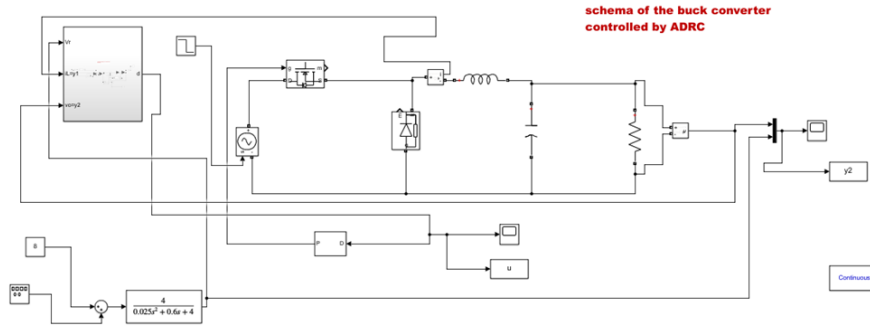 schema of the buck converter
controlled by ADRC
Vr
iL=y1
vo=y2
d
g
m
E
y2
P
D
u
8
4
0.025s² + 0.6s + 4
Continuous